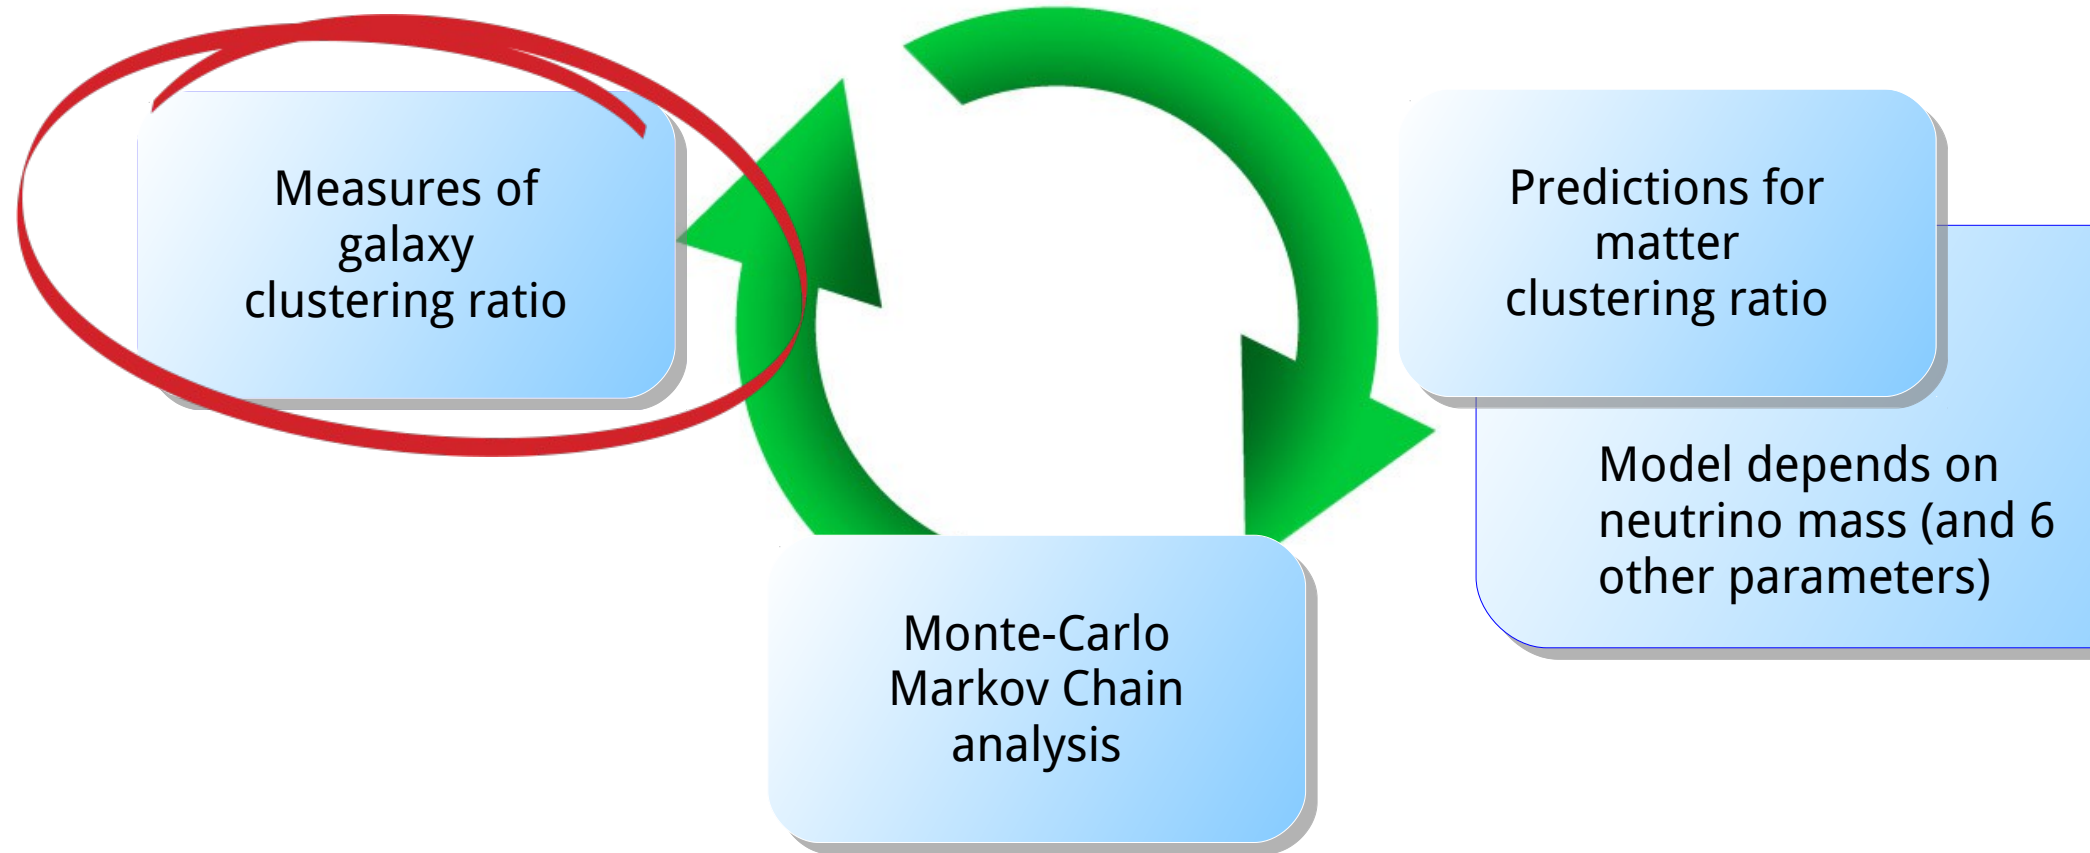 Measures of
galaxy
clustering ratio
Predictions for
matter
clustering ratio
Model depends on
neutrino mass (and 6
other parameters)
Monte-Carlo
Markov Chain
analysis